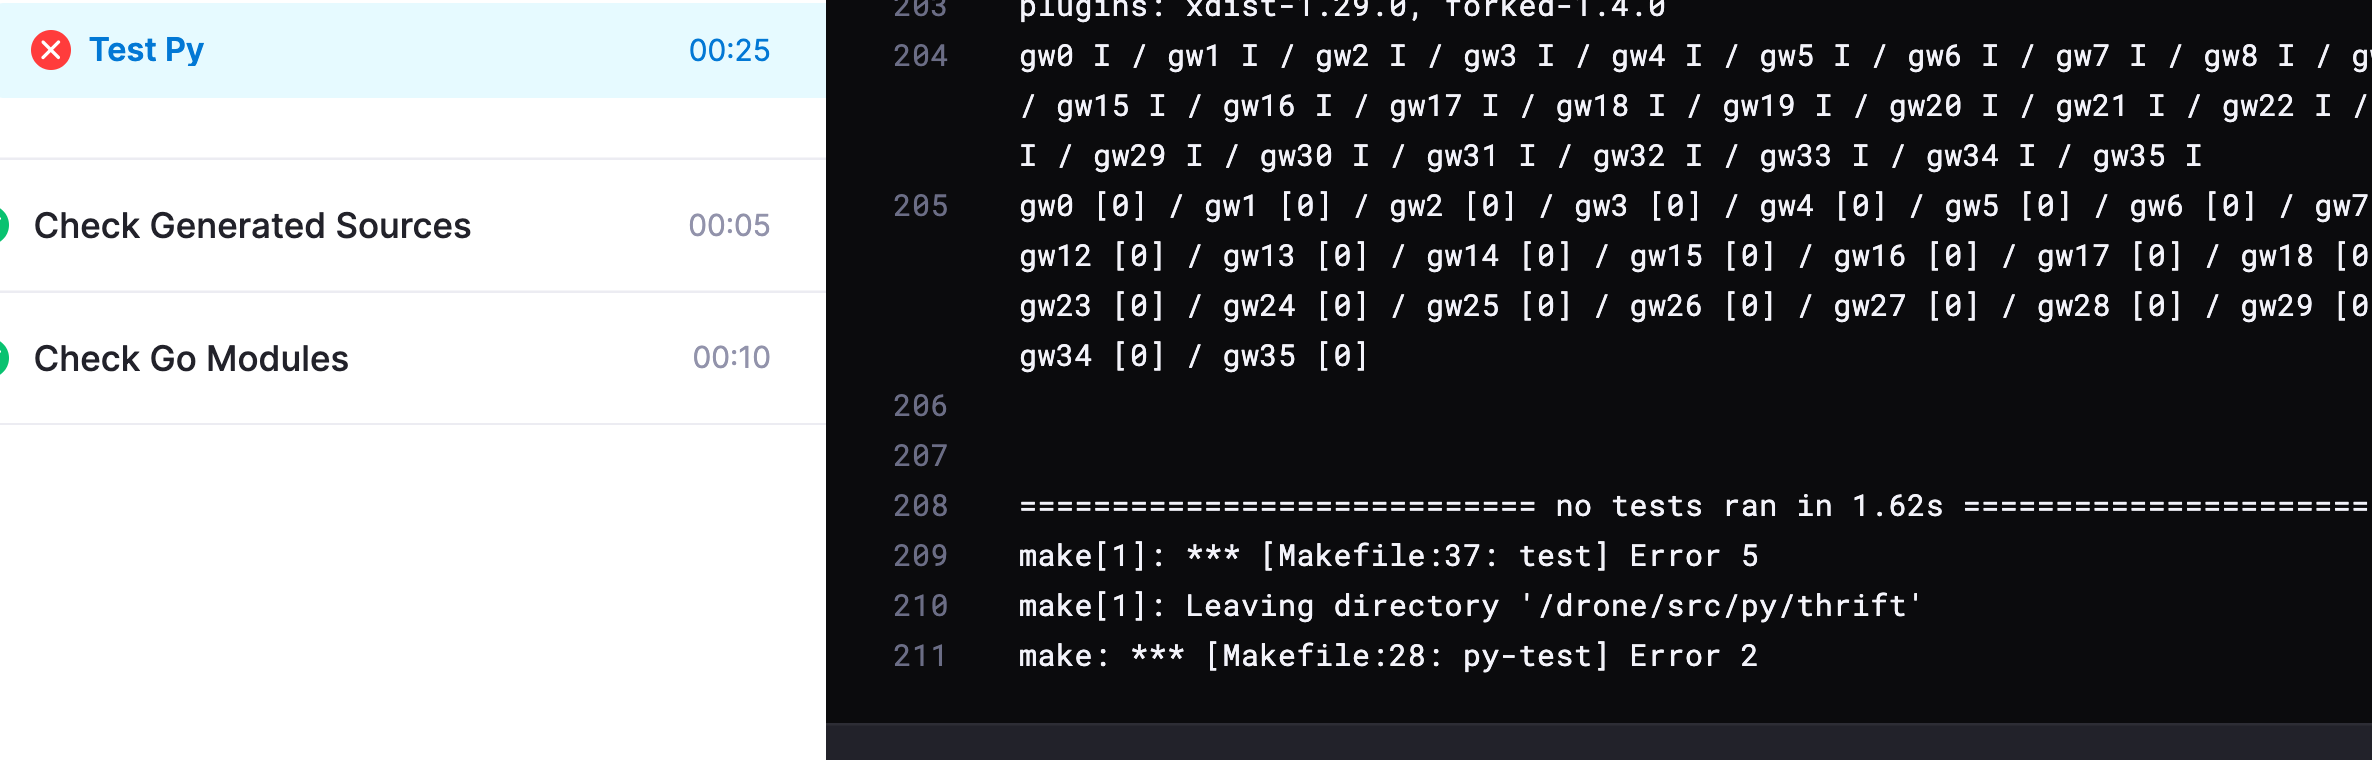 Test Py 00:25
Check Generated Sources 00:05
Check Go Modules 00:10
203 plugins: xdist-1.29.0, forked-1.4.0
204 gw0 I / gw1 I / gw2 I / gw3 I / gw4 I / gw5 I / gw6 I / gw7 I / gw8 I /
/ gw15 I / gw16 I / gw17 I / gw18 I / gw19 I / gw20 I / gw21 I / gw22 I /
I / gw29 I / gw30 I / gw31 I / gw32 I / gw33 I / gw34 I / gw35 I
205 gw0 [0] / gw1 [0] / gw2 [0] / gw3 [0] / gw4 [0] / gw5 [0] / gw6 [0] / gw7
gw12 [0] / gw13 [0] / gw14 [0] / gw15 [0] / gw16 [0] / gw17 [0] / gw18 [0
gw23 [0] / gw24 [0] / gw25 [0] / gw26 [0] / gw27 [0] / gw28 [0] / gw29 [0
gw34 [0] / gw35 [0]
206
207
208 ============================ no tests ran in 1.62s ======================
209 make[1]: *** [Makefile:37: test] Error 5
210 make[1]: Leaving directory '/drone/src/py/thrift'
211 make: *** [Makefile:28: py-test] Error 2